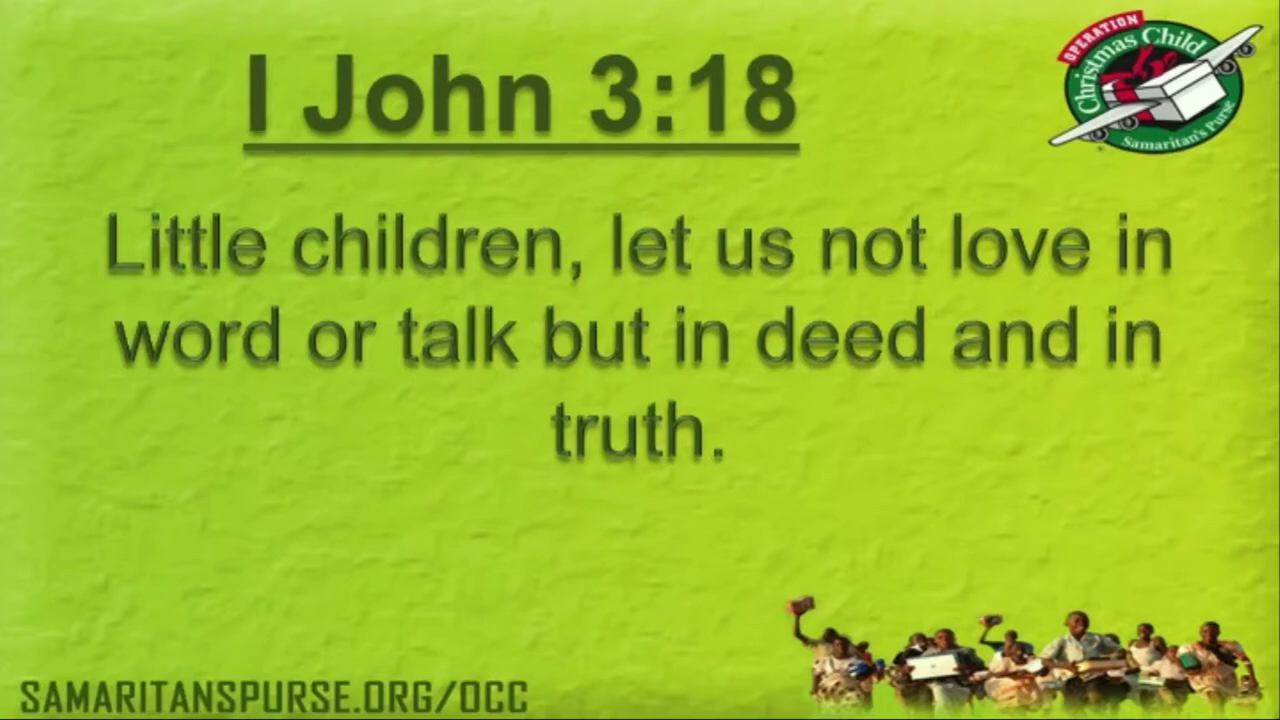 I John 3:18
OPERATION
Christmas Child
Samaritan's Purse
Little children, let us not love in
word or talk but in deed and in
truth.
SAMARITANSPURSE.ORG/OCC